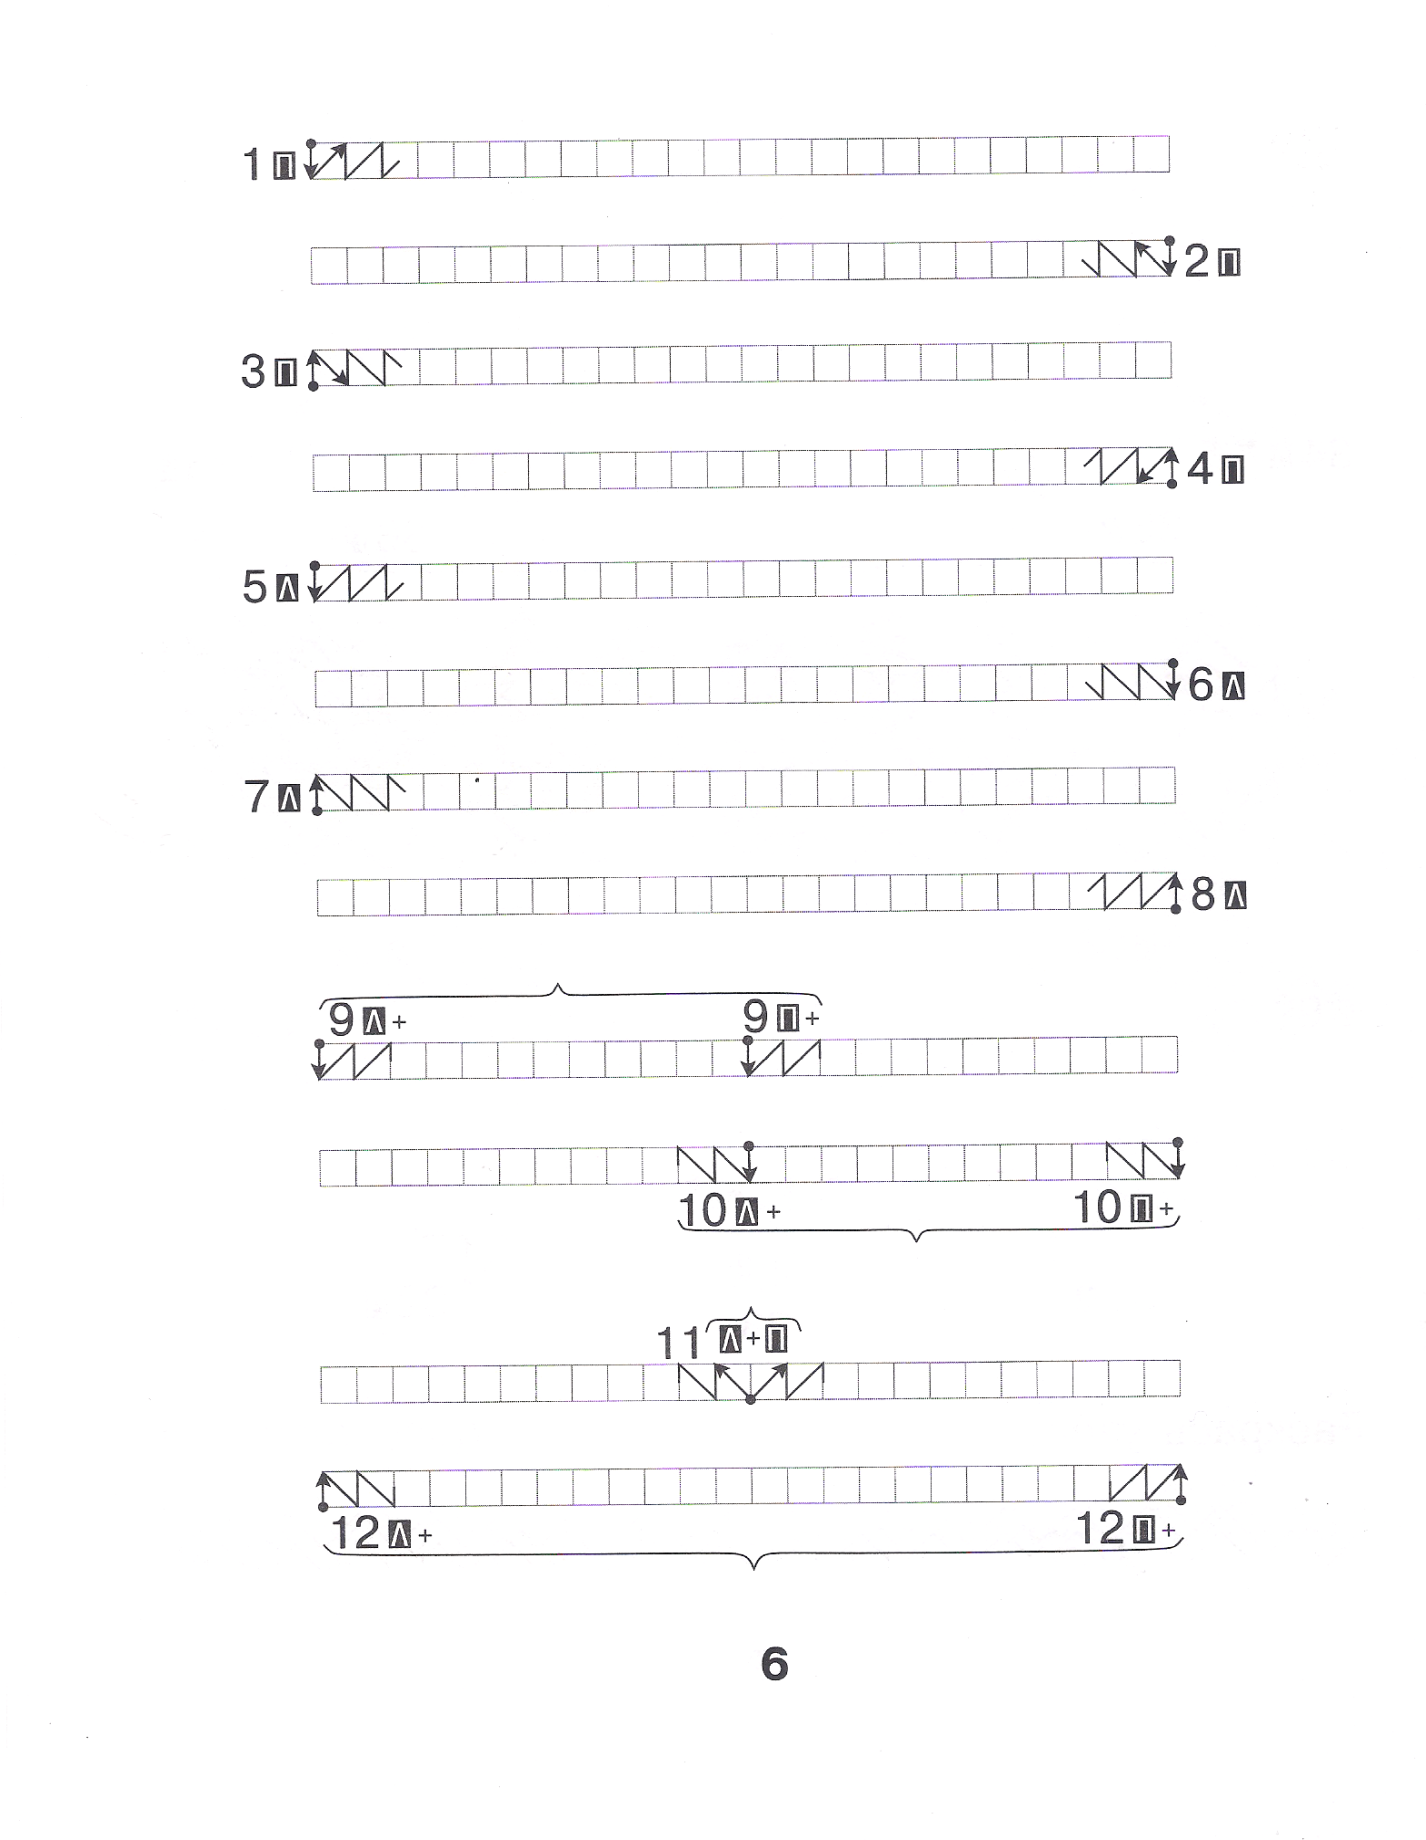 1 П
2 П
3 П
4 П
5 Л
6 Л
7 Л
8 Л
9 Л + 9 П +
10 Л + 10 П +
11 Л + П
12 Л + 12 П +
6